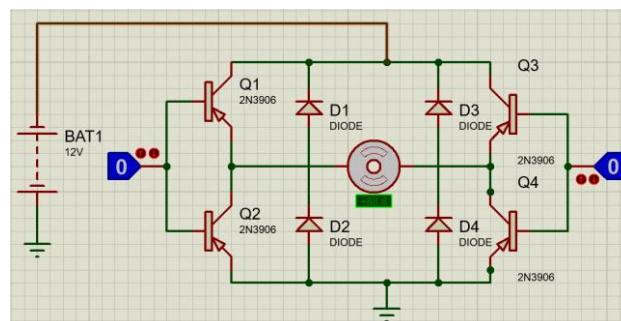 Q1
2N3906
D1
DIODE
D3
DIODE
Q3
2N3906
BAT1
12V
0
0
Q2
2N3906
D2
DIODE
D4
DIODE
Q4
2N3906